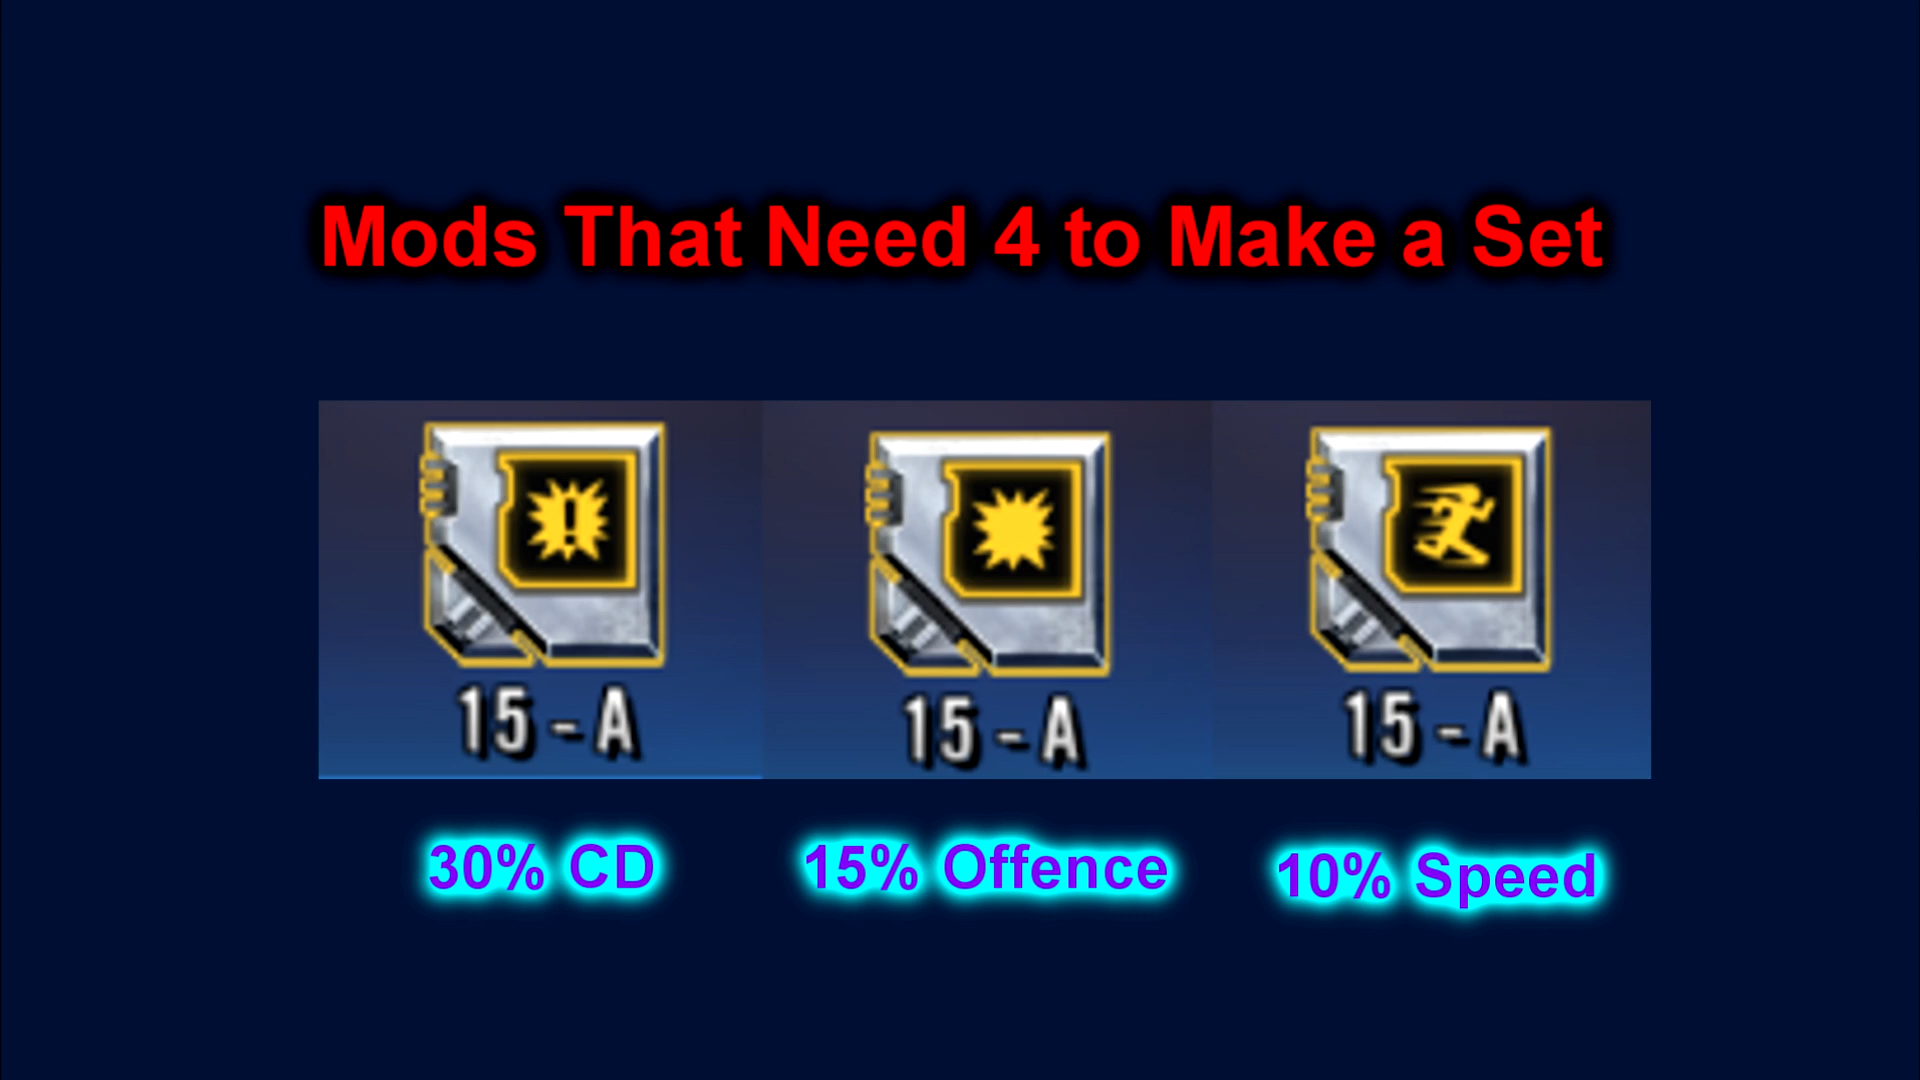 Mods That Need 4 to Make a Set
15 - A 15 - A 15 - A
30% CD 15% Offence 10% Speed